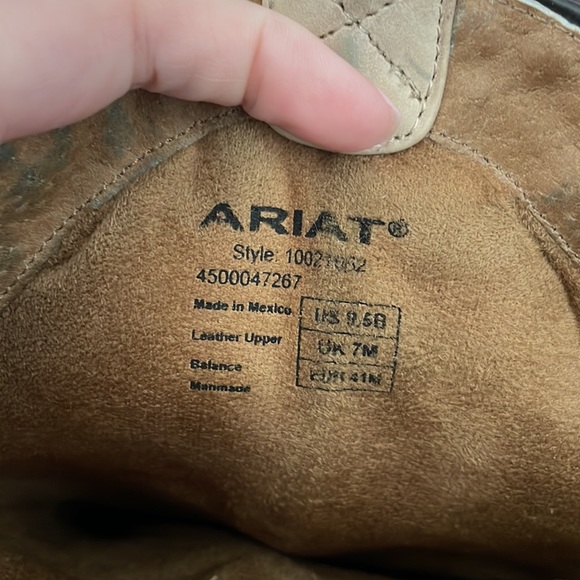 ARIAT®
Style:
4500047267
Made in Mexico
Leather Upper
Balance
Manmade
US 9.5B
UK 7M
EUR 41M